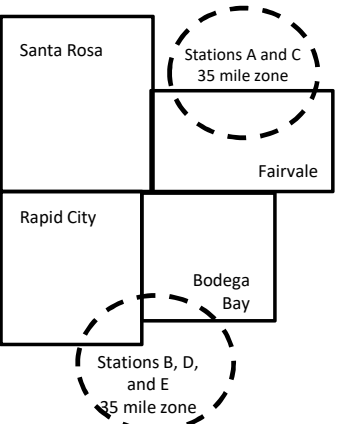 Santa Rosa
Stations A and C
35 mile zone
Fairvale
Rapid City
Bodega
Bay
Stations B, D,
and E
35 mile zone